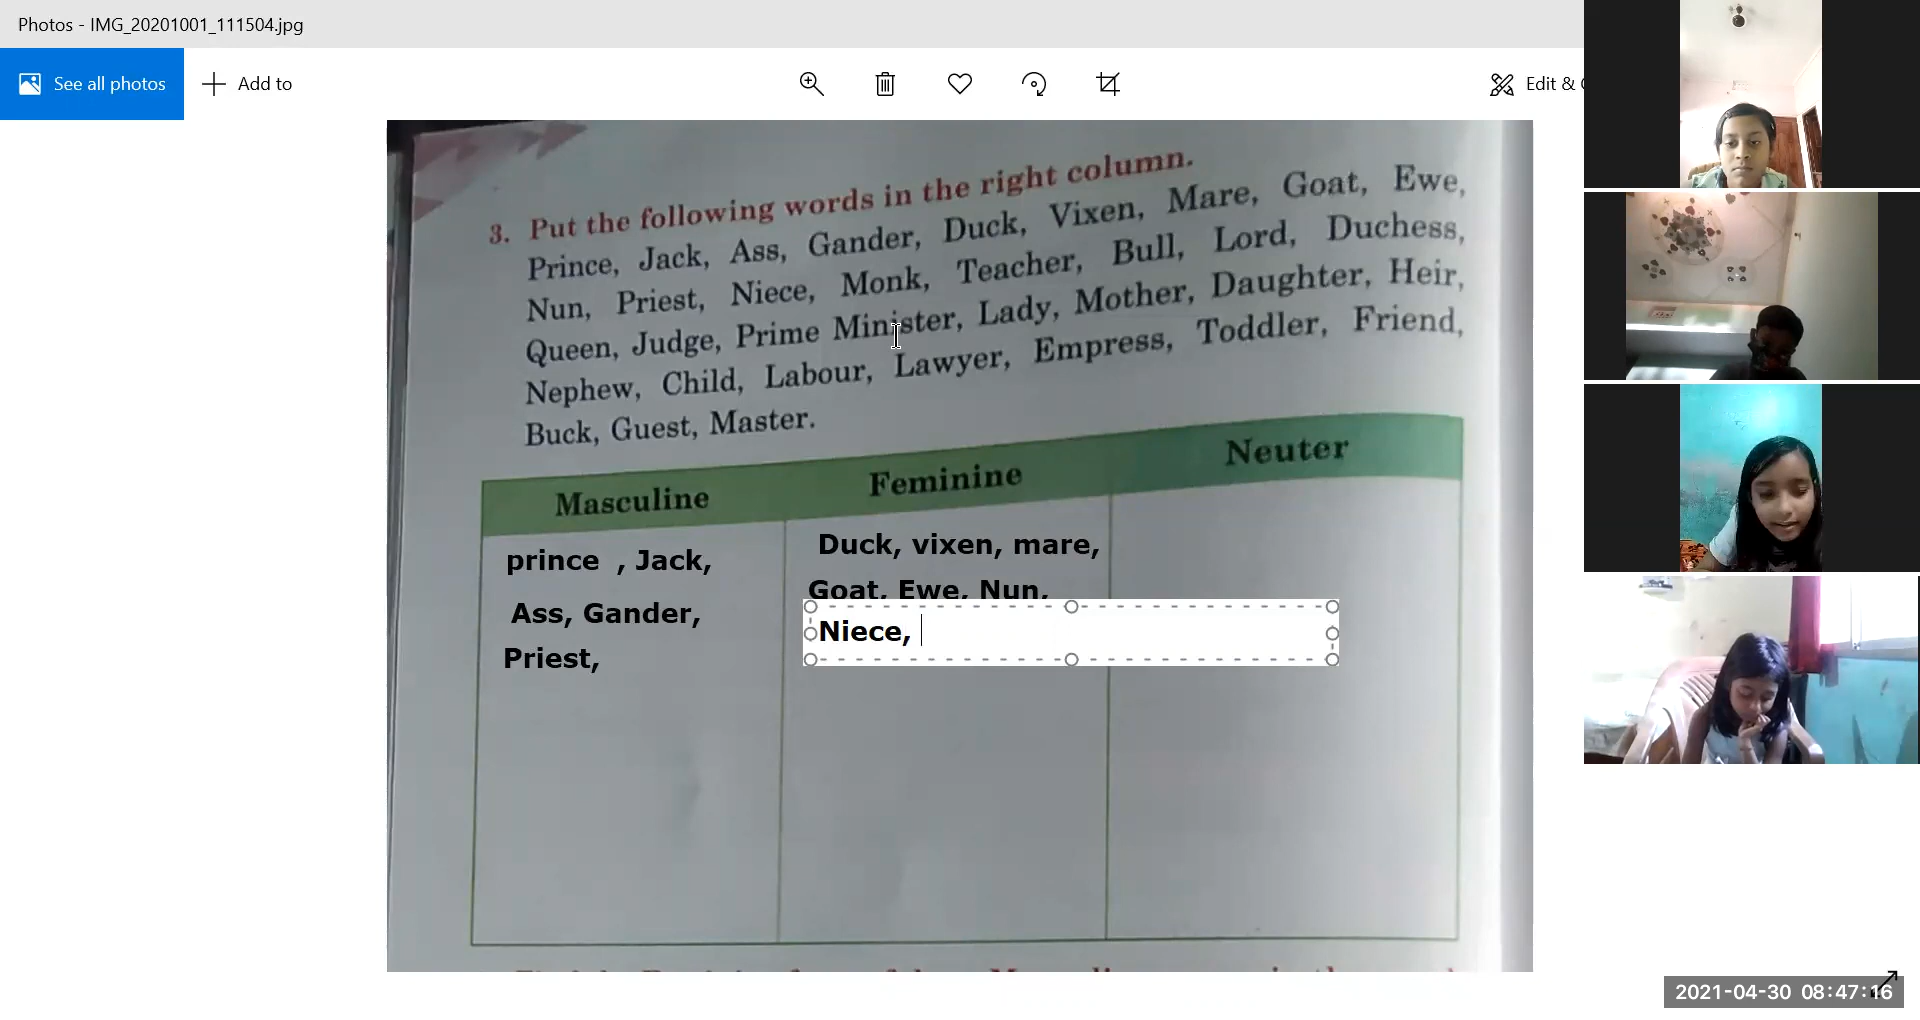 Photos - IMG_20201001_111504.jpg
See all photos
Add to
Edit &
3. Put the following words in the right column.
Prince, Jack, Ass, Gander, Duck, Vixen, Mare, Goat, Ewe,
Nun, Priest, Niece, Monk, Teacher, Bull, Lord, Duchess,
Queen, Judge, Prime Minister, Lady, Mother, Daughter, Heir,
Nephew, Child, Labour, Lawyer, Empress, Toddler, Friend,
Buck, Guest, Master.
Masculine Feminine Neuter
prince , Jack,
Ass, Gander,
Priest,
Duck, vixen, mare,
Goat, Ewe, Nun,
Niece,
2021-04-30 08:47:16